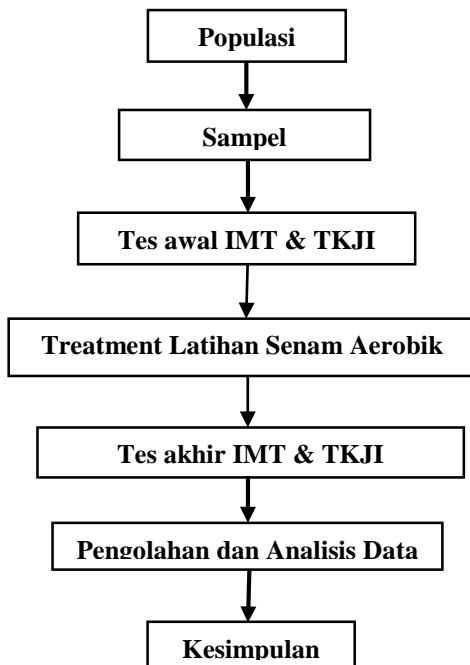 Populasi
Sampel
Tes awal IMT & TKJI
Treatment Latihan Senam Aerobik
Tes akhir IMT & TKJI
Pengolahan dan Analisis Data
Kesimpulan